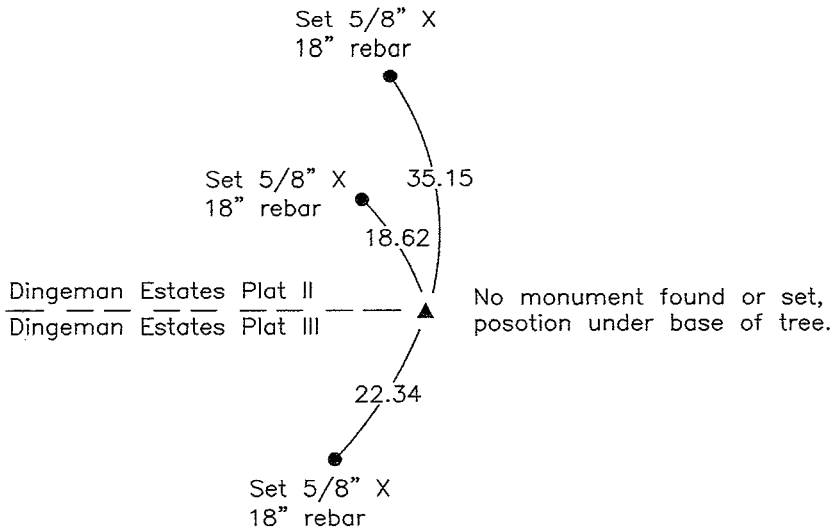 Set 5/8" X
18" rebar
Set 5/8" X
18" rebar
35.15
18.62
Dingeman Estates Plat II
Dingeman Estates Plat III
No monument found or set,
posotion under base of tree.
22.34
Set 5/8" X
18" rebar